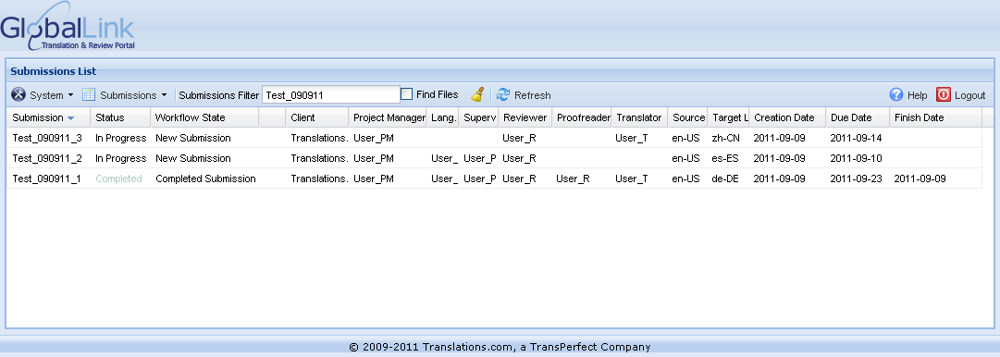 GlobalLink
Translation & Review Portal
Submissions List
System Submissions Submissions Filter Test_090911 Find Files Refresh Help Logout
Submission Status Workflow State Client Project Manager Lang. Superv Reviewer Proofreader Translator Source Target L Creation Date Due Date Finish Date
Test_090911_3 In Progress New Submission Translations. User_PM User_R User_T en-US zh-CN 2011-09-09 2011-09-14
Test_090911_2 In Progress New Submission Translations. User_PM User_ User_P User_R en-US es-ES 2011-09-09 2011-09-10
Test_090911_1 Completed Completed Submission Translations. User_PM User_ User_P User_R User_R User_T en-US de-DE 2011-09-09 2011-09-23 2011-09-09
© 2009-2011 Translations.com, a TransPerfect Company